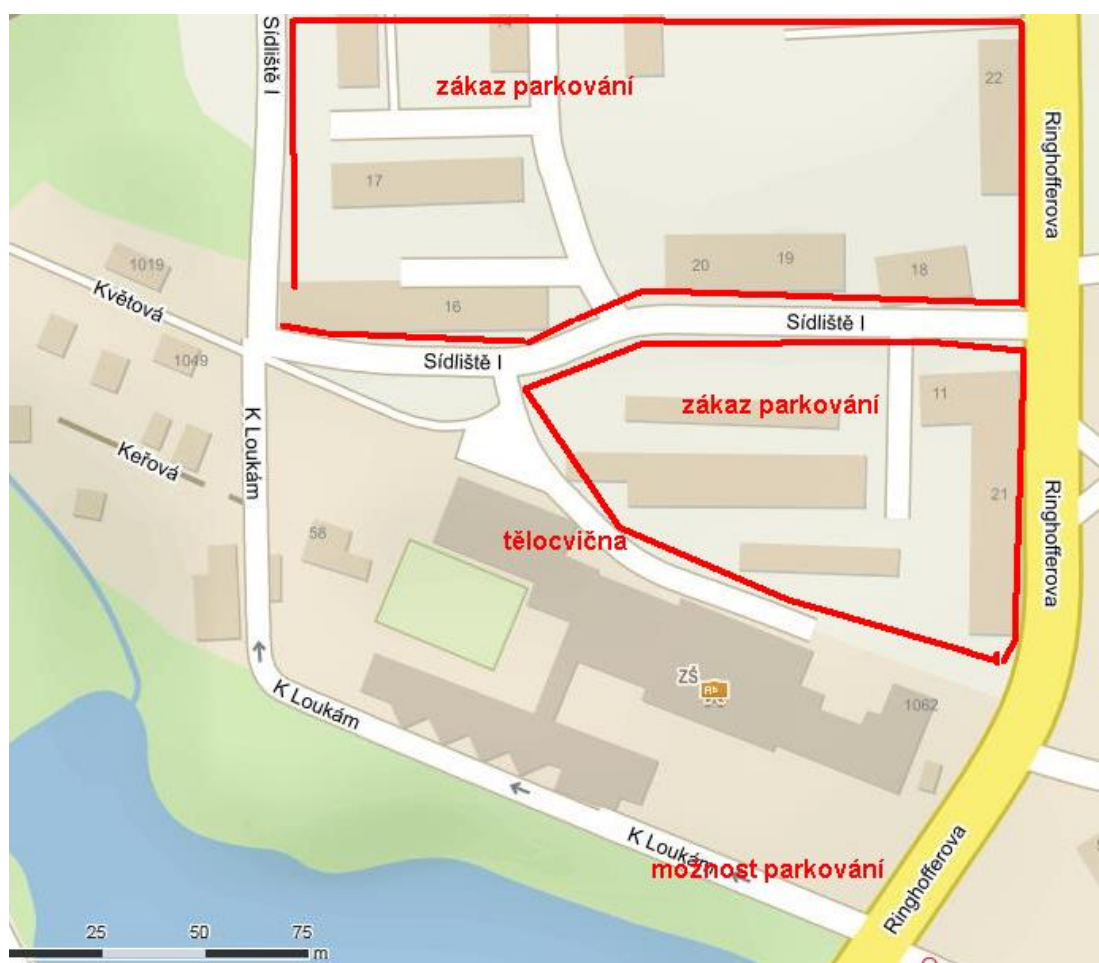 Sídliště I
zákaz parkování
22
Ringhofferova
17
1019
20
19
18
Květová
16
Sídliště I
Sídliště I
1049
zákaz parkování
11
K Loukám
Keřová
21
Ringhofferova
58
tělocvična
ZŠ
1062
K Loukám
K Loukám
možnost parkování
Ringhofferova
25 50 75
m